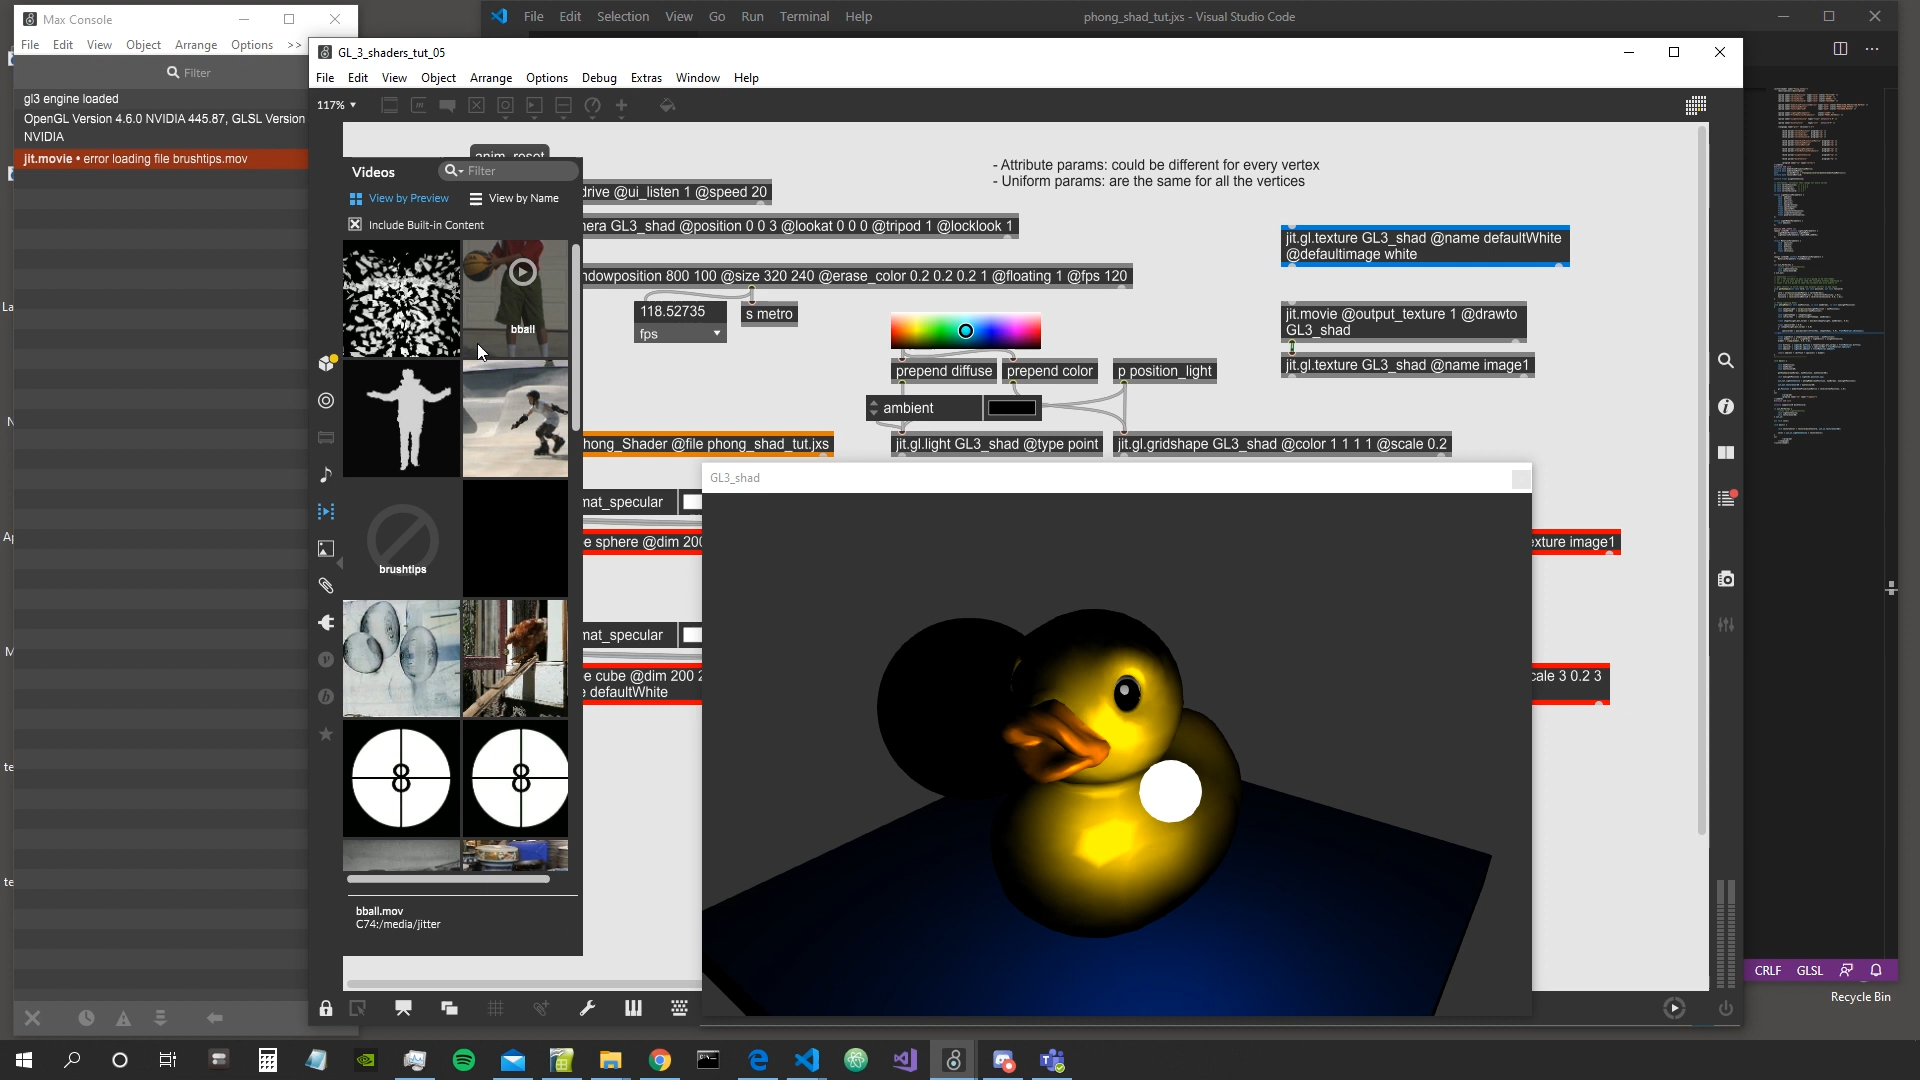 Max Console
File Edit View Object Arrange Options >>
Filter
gl3 engine loaded
OpenGL Version 4.6.0 NVIDIA 445.87, GLSL Version
NVIDIA
jit.movie • error loading file brushtips.mov
File Edit Selection View Go Run Terminal Help
phong_shad_tut.jxs - Visual Studio Code
GL_3_shaders_tut_05
File Edit View Object Arrange Options Debug Extras Window Help
117%
anim_reset
- Attribute params: could be different for every vertex
- Uniform params: are the same for all the vertices
Videos
Filter
View by Preview
View by Name
Include Built-in Content
bball
brushtips
8
8
bball.mov
C74:/media/jitter
drive @ui_listen 1 @speed 20
nera GL3_shad @position 0 0 3 @lookat 0 0 0 @tripod 1 @locklook 1
ndowposition 800 100 @size 320 240 @erase_color 0.2 0.2 0.2 1 @floating 1 @fps 120
118.52735
s metro
fps
jit.gl.texture GL3_shad @name defaultWhite
@defaultimage white
jit.movie @output_texture 1 @drawto
GL3_shad
jit.gl.texture GL3_shad @name image1
prepend diffuse
prepend color
p position_light
ambient
hong_Shader @file phong_shad_tut.jxs
jit.gl.light GL3_shad @type point
jit.gl.gridshape GL3_shad @color 1 1 1 1 @scale 0.2
GL3_shad
mat_specular
e sphere @dim 200
exture image1
mat_specular
e cube @dim 200 2
e defaultWhite
cale 3 0.2 3
CRLF GLSL
Recycle Bin